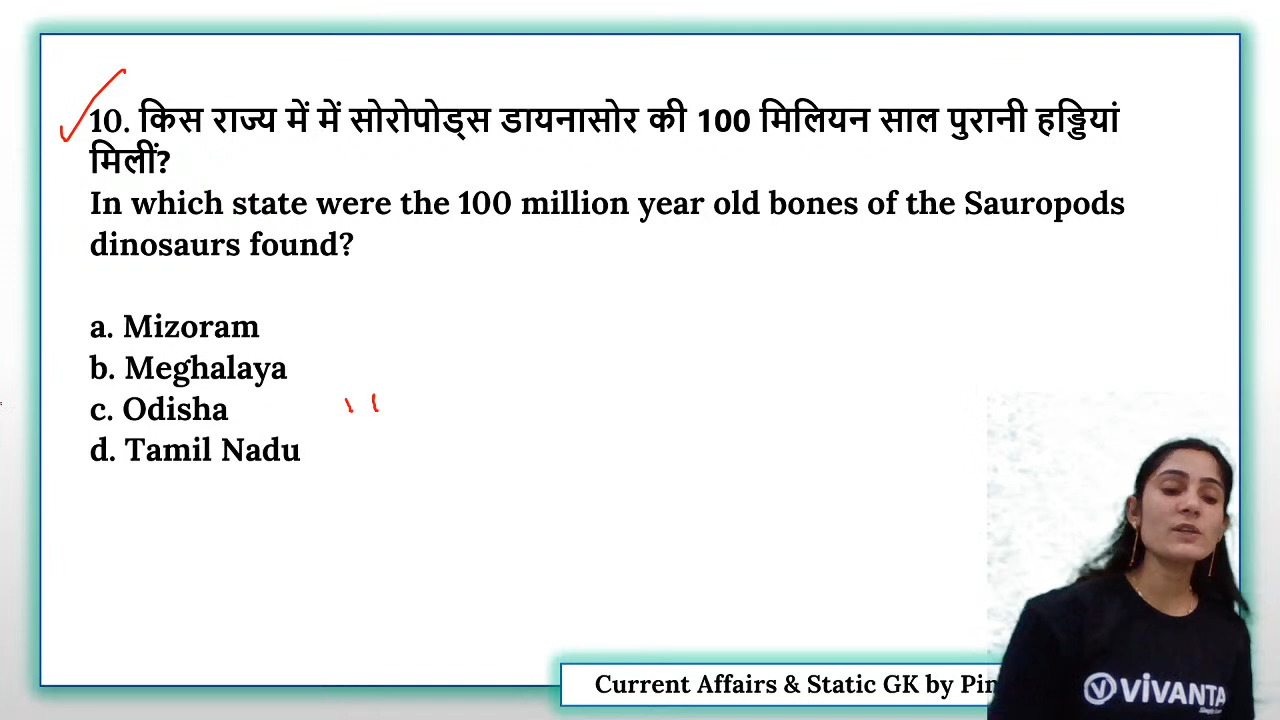 10. किस राज्य में में सोरोपोड्स डायनासोर की 100 मिलियन साल पुरानी हड्डियां
मिलीं?
In which state were the 100 million year old bones of the Sauropods
dinosaurs found?
a. Mizoram
b. Meghalaya
c. Odisha
d. Tamil Nadu
Current Affairs & Static GK by
VIVANTA